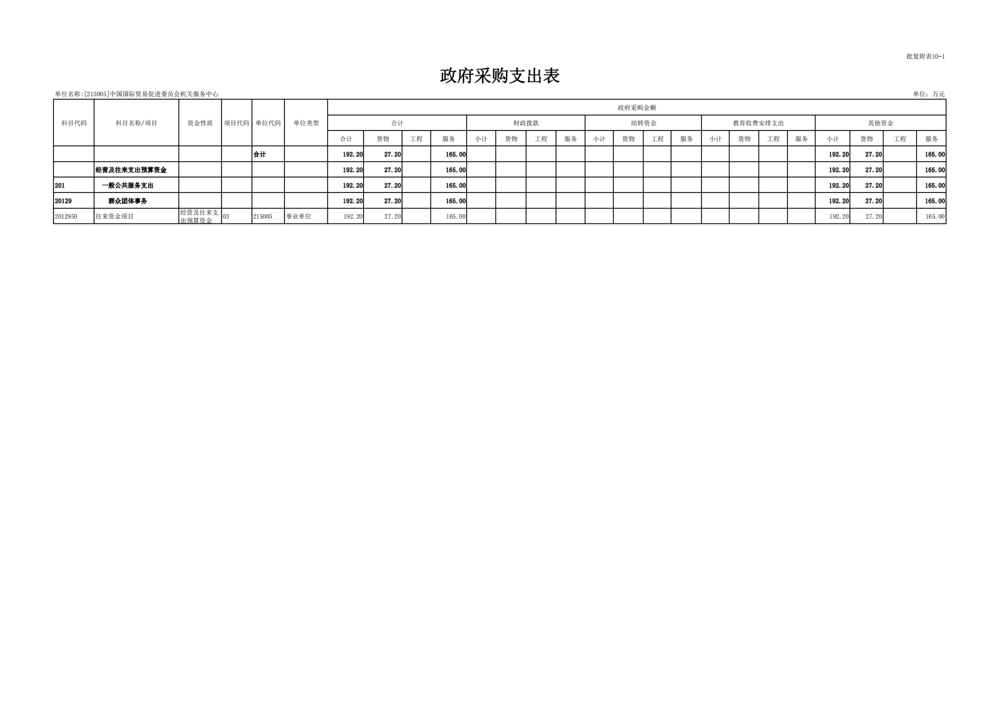 批复附表10-1
政府采购支出表
单位名称:[215005]中国国际贸易促进委员会机关服务中心 单位：万元
政府采购金额
科目代码 科目名称/项目 资金性质 项目代码 单位代码 单位类型 合计 财政拨款 结转资金 教育收费安排支出 其他资金
合计 货物 工程 服务 小计 货物 工程 服务 小计 货物 工程 服务 小计 货物 工程 服务 小计 货物 工程 服务
合计 192.20 27.20 165.00 192.20 27.20 165.00
经营及往来支出预算资金 192.20 27.20 165.00 192.20 27.20 165.00
201 一般公共服务支出 192.20 27.20 165.00 192.20 27.20 165.00
20129 群众团体事务 192.20 27.20 165.00 192.20 27.20 165.00
2012950 往来资金项目 经营及往来支出预算资金 03 215005 事业单位 192.20 27.20 165.00 192.20 27.20 165.00